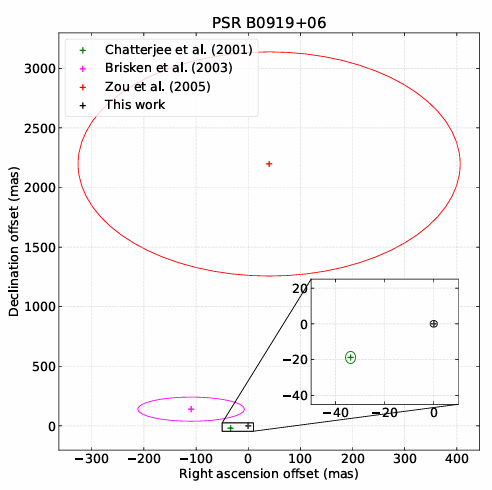 PSR B0919+06
Chatterjee et al. (2001)
Brisken et al. (2003)
Zou et al. (2005)
This work
Declination offset (mas)
3000
2500
2000
1500
1000
500
0
20
0
−20
−40
−40 −20 0
−300 −200 −100 0 100 200 300 400
Right ascension offset (mas)